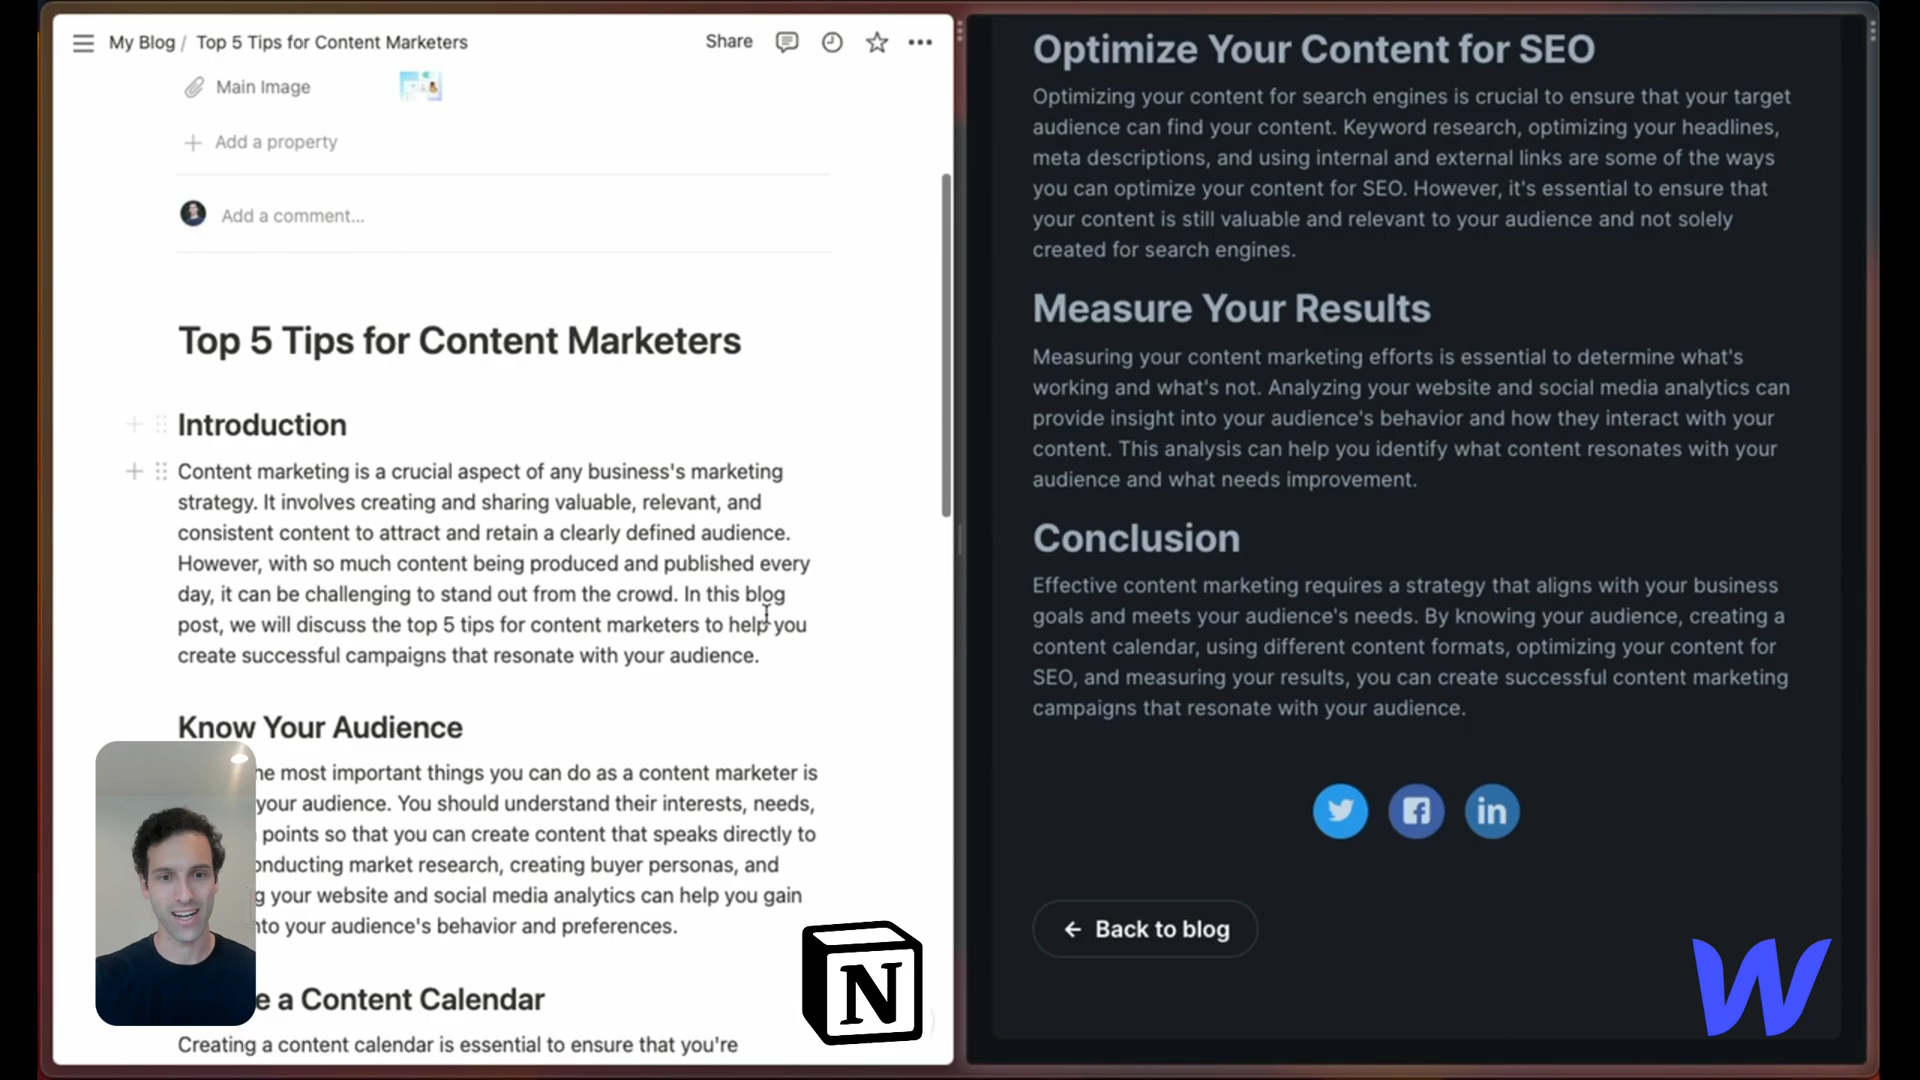 My Blog / Top 5 Tips for Content Marketers
Share
Main Image
Add a property
Add a comment...
Top 5 Tips for Content Marketers
Introduction
Content marketing is a crucial aspect of any business's marketing
strategy. It involves creating and sharing valuable, relevant, and
consistent content to attract and retain a clearly defined audience.
However, with so much content being produced and published every
day, it can be challenging to stand out from the crowd. In this blog
post, we will discuss the top 5 tips for content marketers to help you
create successful campaigns that resonate with your audience.
Know Your Audience
most important things you can do as a content marketer is
your audience. You should understand their interests, needs,
points so that you can create content that speaks directly to
market research, creating buyer personas, and
your website and social media analytics can help you gain
your audience's behavior and preferences.
a Content Calendar
Creating a content calendar is essential to ensure that you're
N
Optimize Your Content for SEO
Optimizing your content for search engines is crucial to ensure that your target
audience can find your content. Keyword research, optimizing your headlines,
meta descriptions, and using internal and external links are some of the ways
you can optimize your content for SEO. However, it's essential to ensure that
your content is still valuable and relevant to your audience and not solely
created for search engines.
Measure Your Results
Measuring your content marketing efforts is essential to determine what's
working and what's not. Analyzing your website and social media analytics can
provide insight into your audience's behavior and how they interact with your
content. This analysis can help you identify what content resonates with your
audience and what needs improvement.
Conclusion
Effective content marketing requires a strategy that aligns with your business
goals and meets your audience's needs. By knowing your audience, creating a
content calendar, using different content formats, optimizing your content for
SEO, and measuring your results, you can create successful content marketing
campaigns that resonate with your audience.
in
Back to blog
W